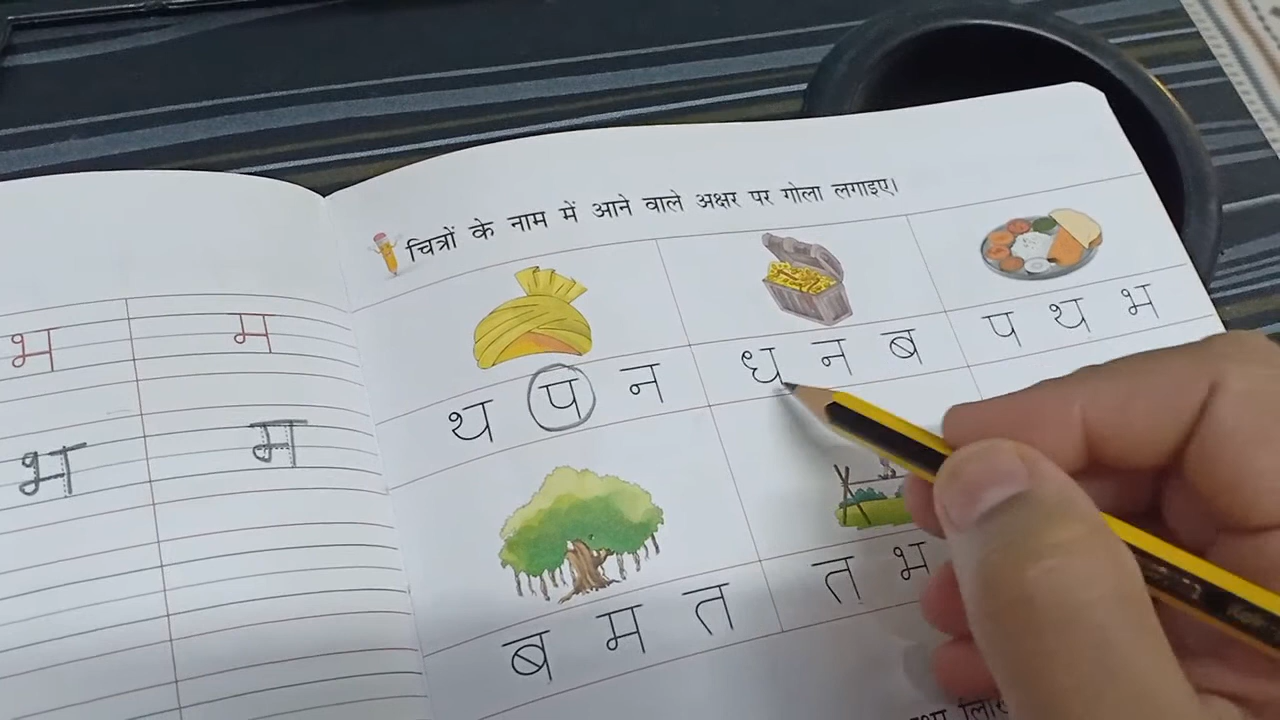 चित्रों के नाम में आने वाले अक्षर पर गोला लगाइए।
भ म
भ म
थ प न ध न ब प थ भ
ब म त त भ